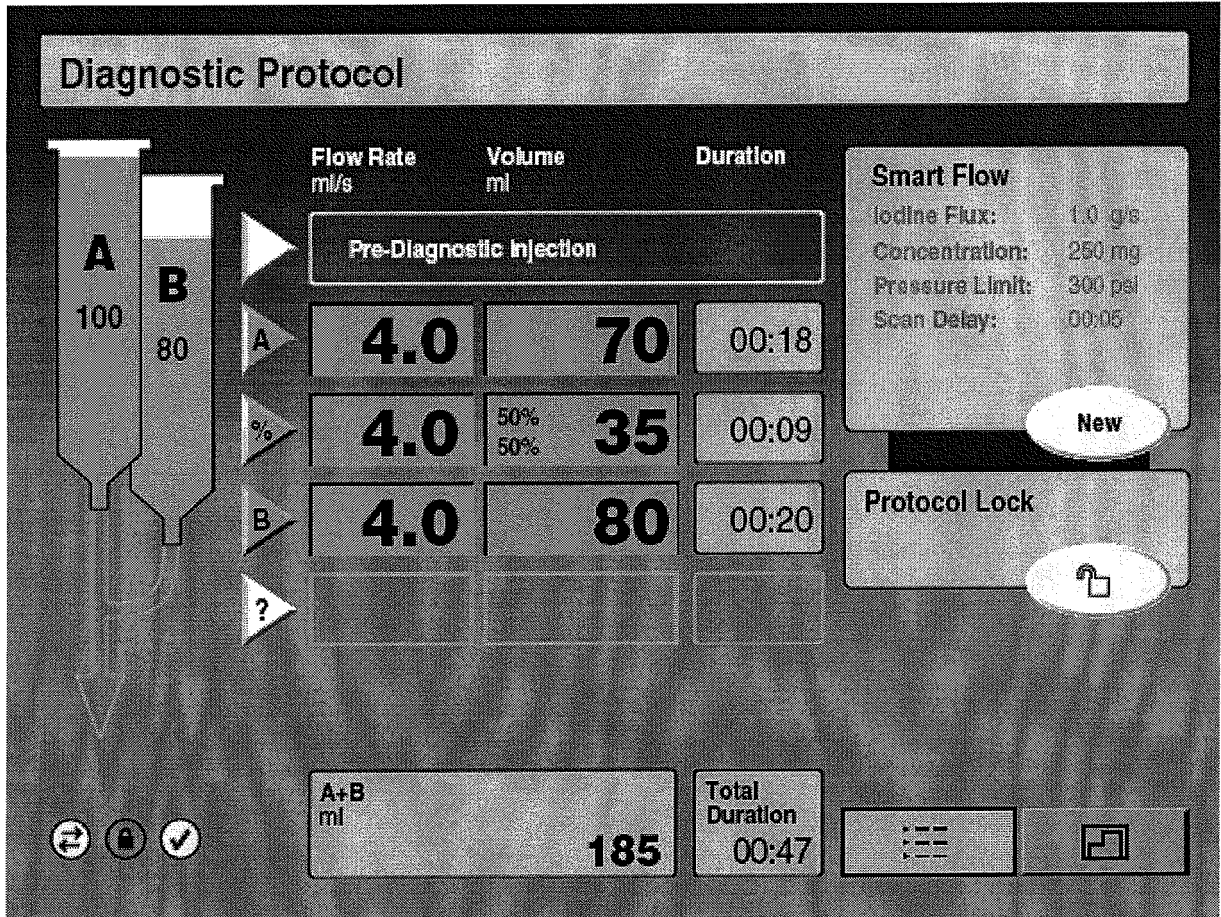 Diagnostic Protocol
Flow Rate
ml/s
Volume
ml
Duration
Pre-Diagnostic Injection
A
100
B
80
A
4.0
70
00:18
%
4.0
50%
50%
35
00:09
B
4.0
80
00:20
?
A+B
ml
185
Total
Duration
00:47
Smart Flow
Iodine Flux: 1.0 g/s
Concentration: 250 mg
Pressure Limit: 300 psi
Scan Delay: 00:05
New
Protocol Lock